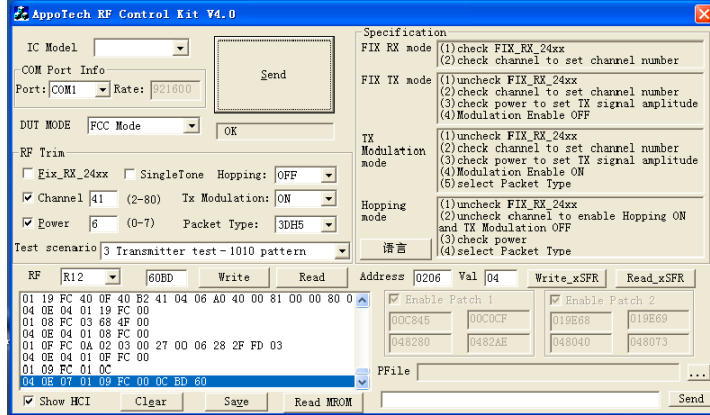 AppoTech RF Control Kit V4.0
IC Model
Send
COM Port Info
Port: COM1 Rate: 921600
DUT MODE FCC Mode
OK
RF Trim
Fix_RX_24xx SingleTone Hopping: OFF
Channel 41 (2-80) Tx Modulation: ON
Power 6 (0-7) Packet Type: 3DH5
Test scenario 3 Transmitter test-1010 pattern
Specification
FIX RX mode
(1)check FIX_RX_24xx
(2)check channel to set channel number
FIX TX mode
(1)uncheck FIX_RX_24xx
(2)check channel to set channel number
(3)check power to set TX signal amplitude
(4)Modulation Enable OFF
TX
Modulation
mode
(1)uncheck FIX_RX_24xx
(2)check channel to set channel number
(3)check power to set TX signal amplitude
(4)Modulation Enable ON
(5)select Packet Type
Hopping
mode
(1)uncheck FIX_RX_24xx
(2)uncheck channel to enable Hopping ON
and TX Modulation OFF
(3)check power
(4)select Packet Type
语言
RF R12 60BD Write Read
Address 0206 Val 04 Write_xSFR Read_xSFR
01 19 FC 40 0F 40 B2 41 04 06 A0 40 00 81 00 00 80 0
04 0E 04 01 19 FC 00
01 08 FC 03 68 4F 00
04 0E 04 01 08 FC 00
01 0F FC 0A 02 03 00 27 00 06 28 2F FD 03
04 0E 04 01 0F FC 00
01 09 FC 01 0C
04 0E 07 01 09 FC 00 0C BD 60
Enable Patch 1
00C845 00C0CF
048280 0482AE
Enable Patch 2
019E68 019E69
048040 048073
PFile ...
Show HCI Clear Save Read MROM
Send